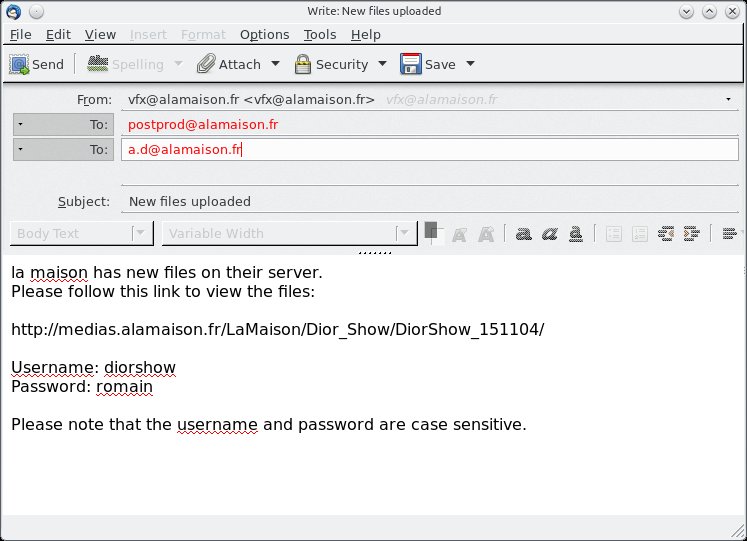 Write: New files uploaded
File Edit View Insert Format Options Tools Help
Send Spelling Attach Security Save
From: vfx@alamaison.fr <vfx@alamaison.fr> vfx@alamaison.fr
To: postprod@alamaison.fr
To: a.d@alamaison.fr
Subject: New files uploaded
Body Text Variable Width A A a a a
la maison has new files on their server.
Please follow this link to view the files:
http://medias.alamaison.fr/LaMaison/Dior_Show/DiorShow_151104/
Username: diorshow
Password: romain
Please note that the username and password are case sensitive.